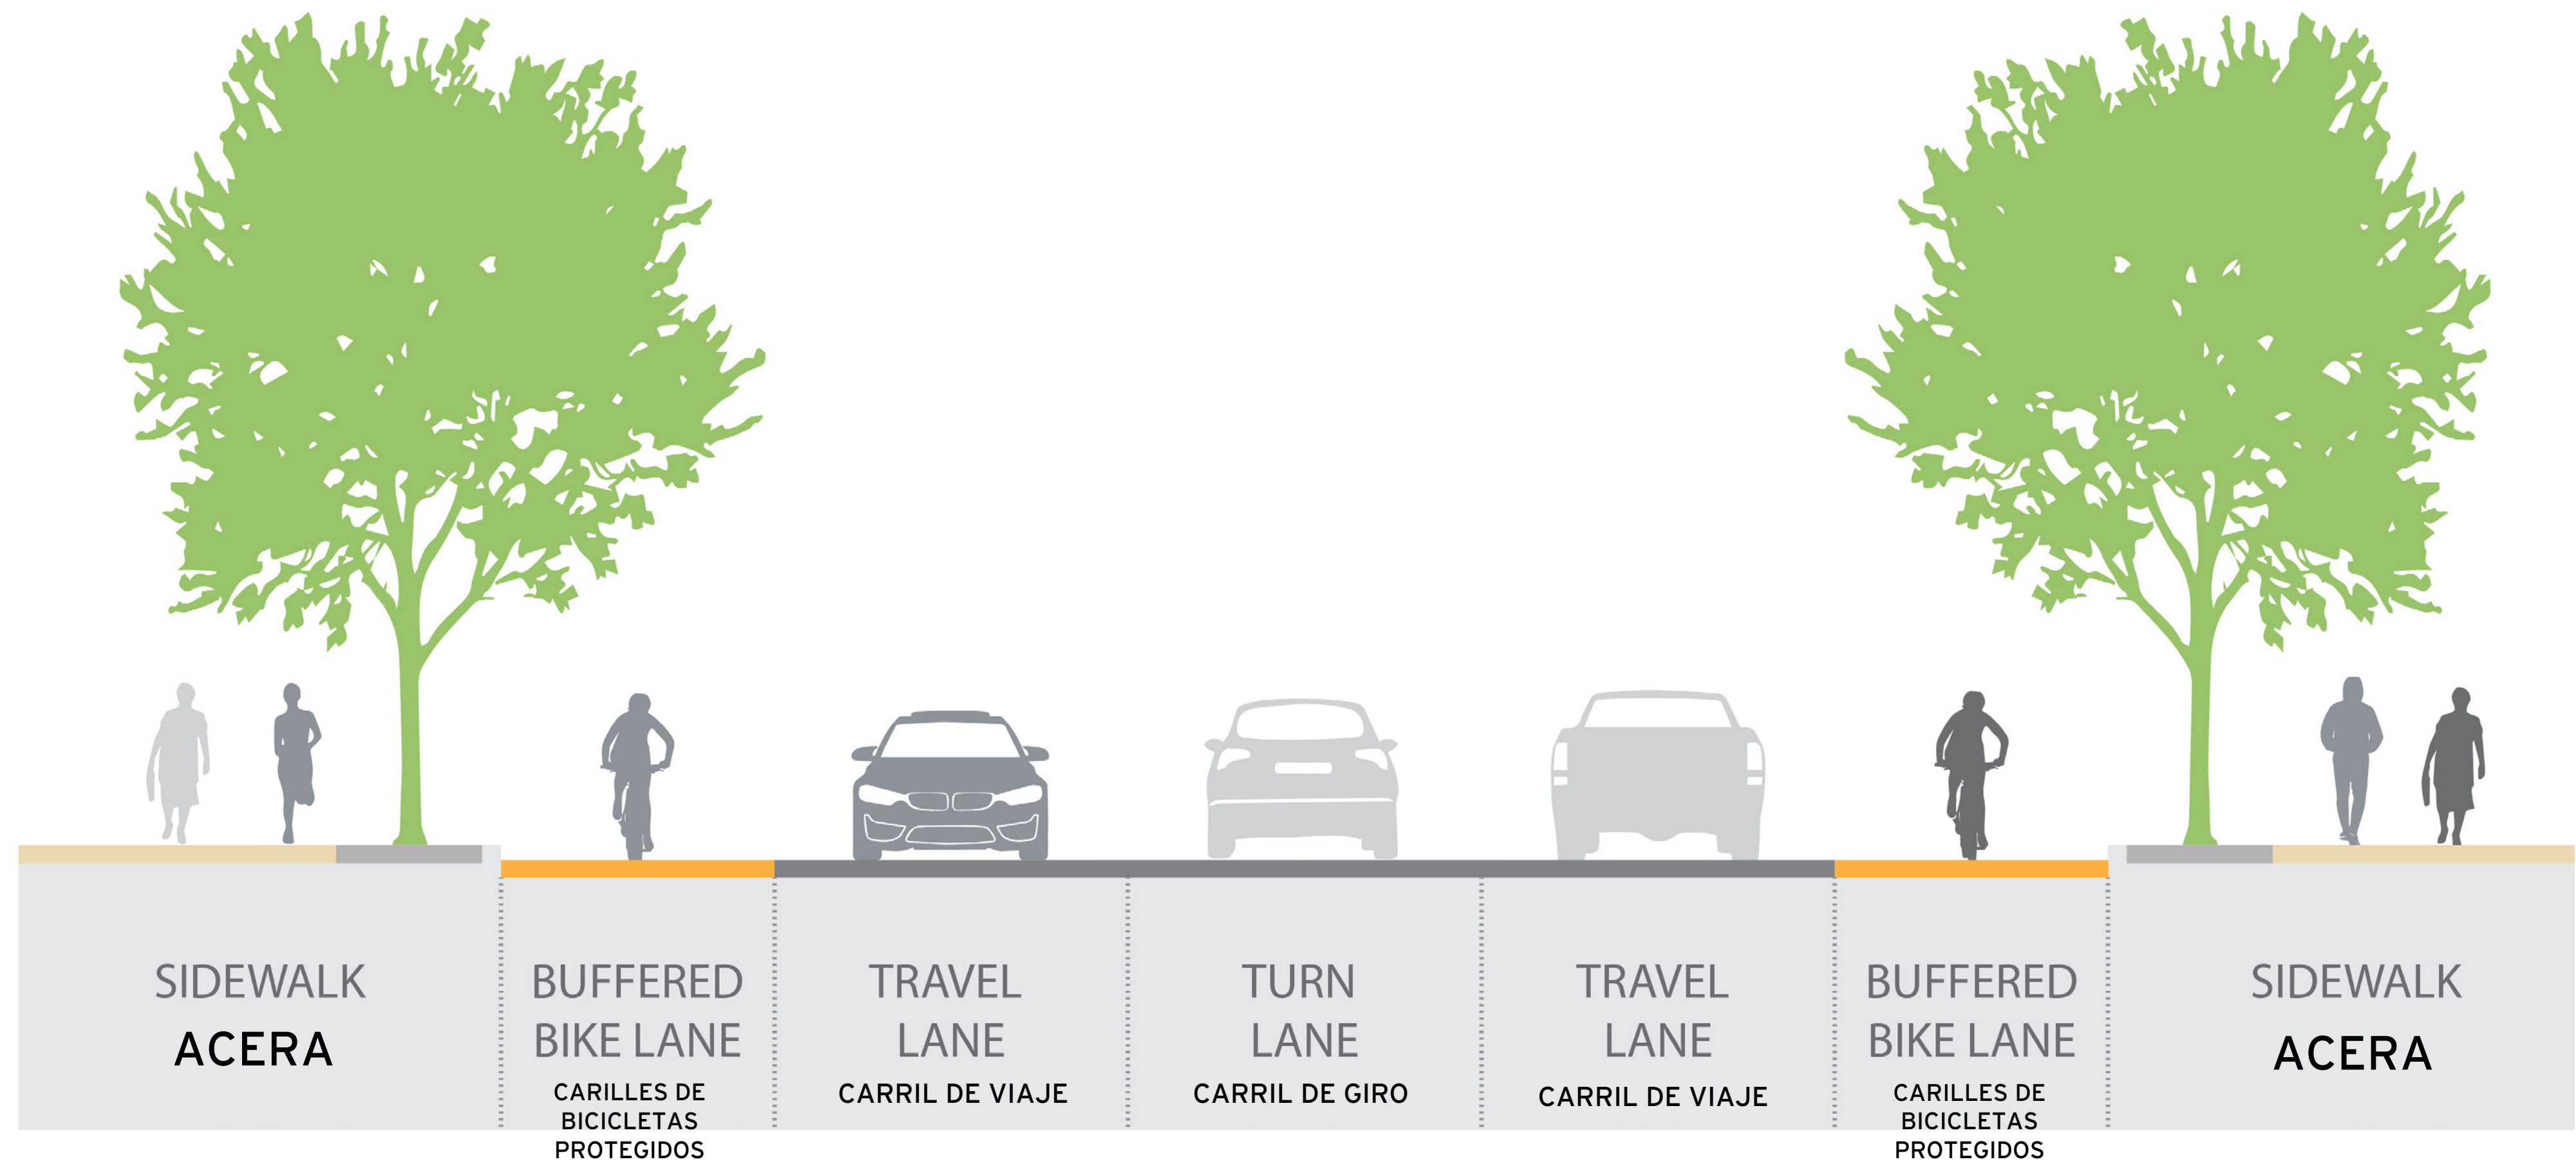 SIDEWALK
ACERA
BUFFERED
BIKE LANE
CARILLES DE
BICICLETAS
PROTEGIDOS
TRAVEL
LANE
CARRIL DE VIAJE
TURN
LANE
CARRIL DE GIRO
TRAVEL
LANE
CARRIL DE VIAJE
BUFFERED
BIKE LANE
CARILLES DE
BICICLETAS
PROTEGIDOS
SIDEWALK
ACERA